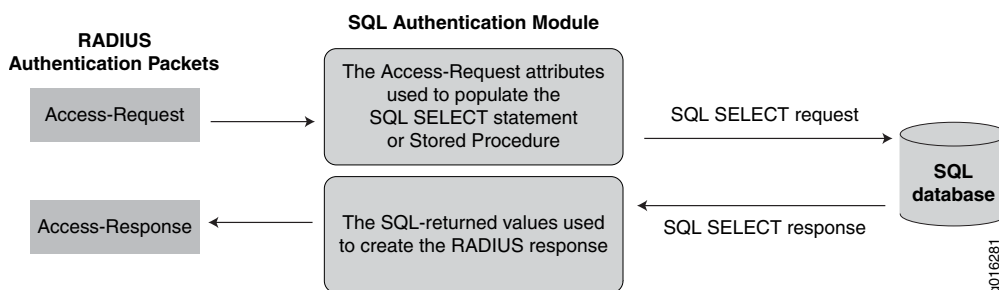 SQL Authentication Module
RADIUS
Authentication Packets
The Access-Request attributes
used to populate the
SQL SELECT statement
or Stored Procedure
Access-Request
SQL SELECT request
SQL
database
Access-Response
The SQL-returned values used
to create the RADIUS response
SQL SELECT response
g016281